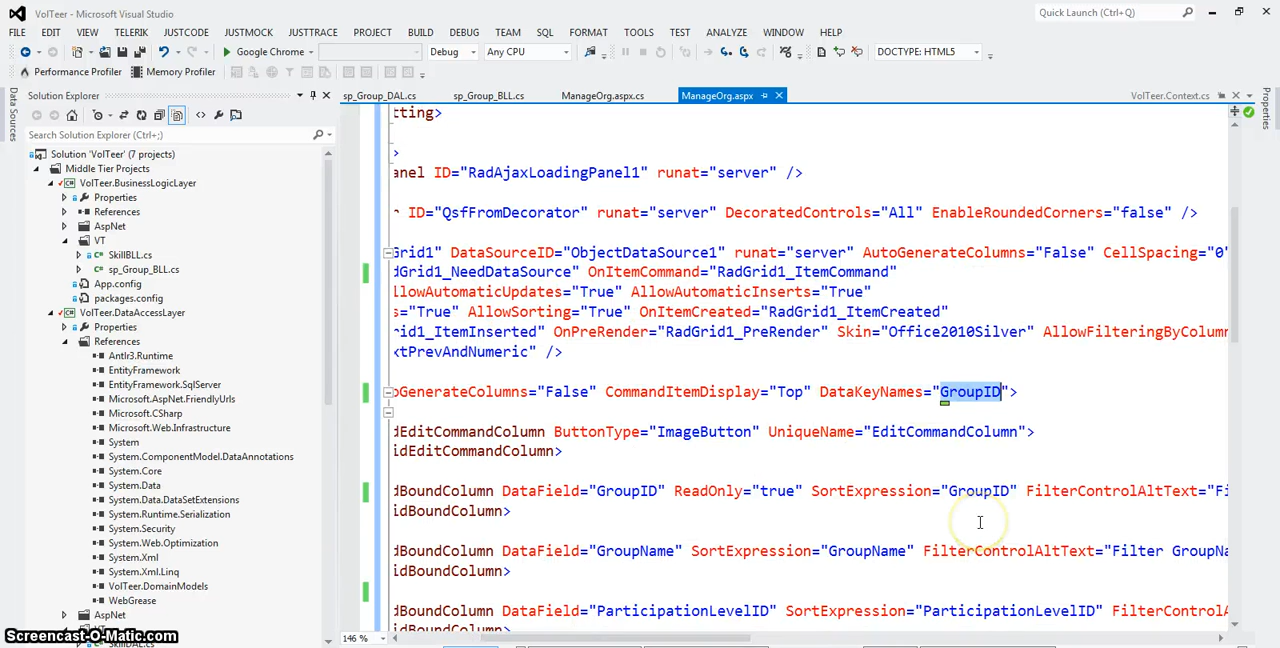 VolTeer - Microsoft Visual Studio
Quick Launch (Ctrl+Q)
FILE EDIT VIEW TELERIK JUSTCODE JUSTMOCK JUSTTRACE PROJECT BUILD DEBUG TEAM SQL FORMAT TOOLS TEST ANALYZE WINDOW HELP
Google Chrome Debug Any CPU DOCTYPE: HTML5
Performance Profiler Memory Profiler
Data Sources
Solution Explorer
sp_Group_DAL.cs sp_Group_BLL.cs ManageOrg.aspx.cs ManageOrg.aspx VolTeer.Context.cs
Properties
Search Solution Explorer (Ctrl+;)
Solution 'VolTeer' (7 projects)
Middle Tier Projects
VolTeer.BusinessLogicLayer
Properties
References
AspNet
VT
SkillBLL.cs
sp_Group_BLL.cs
App.config
packages.config
VolTeer.DataAccessLayer
Properties
References
Antlr3.Runtime
EntityFramework
EntityFramework.SqlServer
Microsoft.AspNet.FriendlyUrls
Microsoft.CSharp
Microsoft.Web.Infrastructure
System
System.ComponentModel.DataAnnotations
System.Core
System.Data
System.Data.DataSetExtensions
System.Runtime.Serialization
System.Security
System.Web.Optimization
System.Xml
System.Xml.Linq
VolTeer.DomainModels
WebGrease
AspNet
SkillDAL.cs
tting>
>
anel ID="RadAjaxLoadingPanel1" runat="server" />
r ID="QsfFromDecorator" runat="server" DecoratedControls="All" EnableRoundedCorners="false" />
Grid1" DataSourceID="ObjectDataSource1" runat="server" AutoGenerateColumns="False" CellSpacing="0"
dGrid1_NeedDataSource" OnItemCommand="RadGrid1_ItemCommand"
llowAutomaticUpdates="True" AllowAutomaticInserts="True"
s="True" AllowSorting="True" OnItemCreated="RadGrid1_ItemCreated"
rid1_ItemInserted" OnPreRender="RadGrid1_PreRender" Skin="Office2010Silver" AllowFilteringByColumn
xtPrevAndNumeric" />
oGenerateColumns="False" CommandItemDisplay="Top" DataKeyNames="GroupID">
dEditCommandColumn ButtonType="ImageButton" UniqueName="EditCommandColumn">
idEditCommandColumn>
dBoundColumn DataField="GroupID" ReadOnly="true" SortExpression="GroupID" FilterControlAltText="Fi
idBoundColumn>
dBoundColumn DataField="GroupName" SortExpression="GroupName" FilterControlAltText="Filter GroupNa
idBoundColumn>
dBoundColumn DataField="ParticipationLevelID" SortExpression="ParticipationLevelID" FilterControlA
idBoundColumn>
146 %
Screencast-O-Matic.com